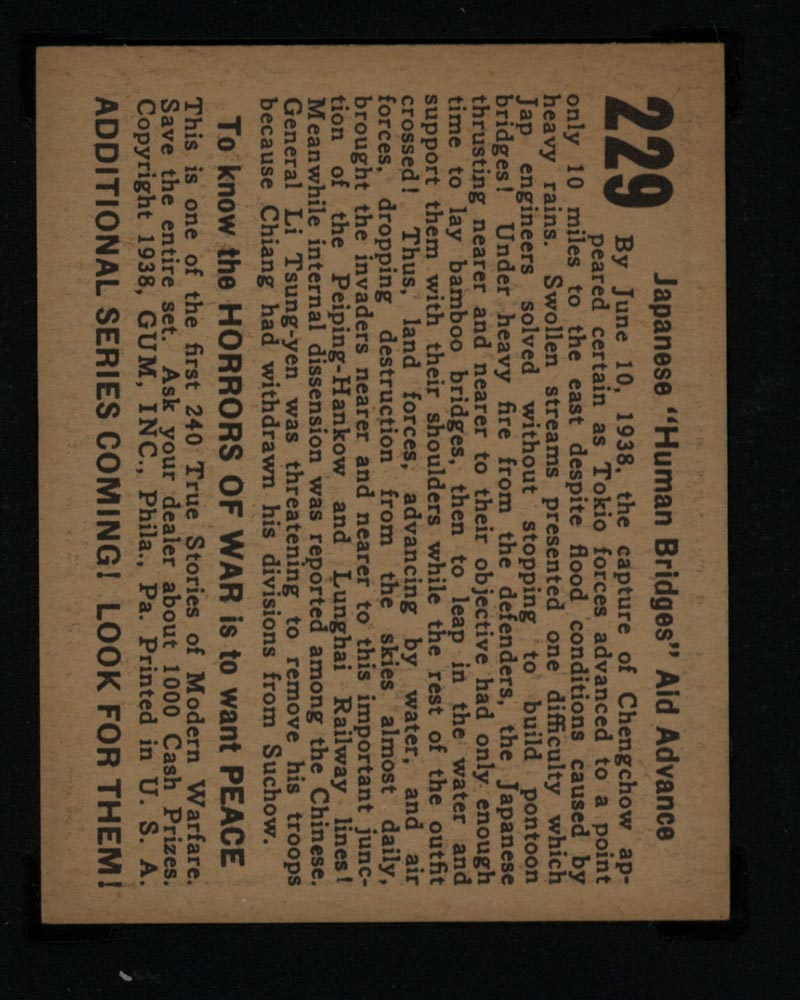 229
Japanese "Human Bridges" Aid Advance
By June 10, 1938, the capture of Chengchow ap-
peared certain as Tokio forces advanced to a point
only 10 miles to the east despite flood conditions caused by
heavy rains. Swollen streams presented one difficulty which
Jap engineers solved without stopping to build pontoon
bridges! Under heavy fire from the defenders, the Japanese
thrusting nearer and nearer to their objective had only enough
time to lay bamboo bridges, then to leap in the water and
support them with their shoulders while the rest of the outfit
crossed! Thus, land forces, advancing by water, and air
forces, dropping destruction from the skies almost daily,
brought the invaders nearer and nearer to this important junc-
tion of the Peiping-Hankow and Lunghai Railway lines!
Meanwhile internal dissension was reported among the Chinese.
General Li Tsung-yen was threatening to remove his troops
because Chiang had withdrawn his divisions from Suchow.
To know the HORRORS OF WAR is to want PEACE
This is one of the first 240 True Stories of Modern Warfare.
Save the entire set. Ask your dealer about 1000 Cash Prizes.
Copyright 1938, GUM, INC., Phila., Pa. Printed in U. S. A.
ADDITIONAL SERIES COMING! LOOK FOR THEM!